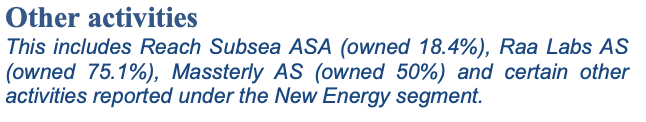 Other activities
This includes Reach Subsea ASA (owned 18.4%), Raa Labs AS
(owned 75.1%), Massterly AS (owned 50%) and certain other
activities reported under the New Energy segment.